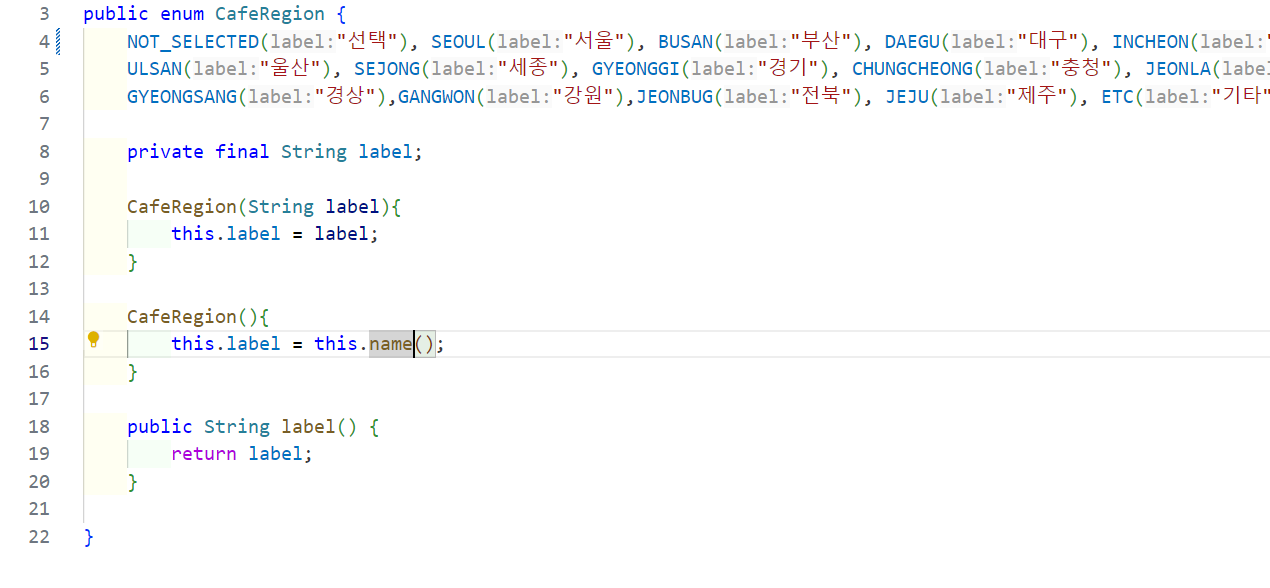 3 public enum CafeRegion {
4 NOT_SELECTED(label:"선택"), SEOUL(label:"서울"), BUSAN(label:"부산"), DAEGU(label:"대구"), INCHEON(label:"
5 ULSAN(label:"울산"), SEJONG(label:"세종"), GYEONGGI(label:"경기"), CHUNGCHEONG(label:"충청"), JEONLA(labe
6 GYEONGSANG(label:"경상"),GANGWON(label:"강원"),JEONBUG(label:"전북"), JEJU(label:"제주"), ETC(label:"기타"
7
8 private final String label;
9
10 CafeRegion(String label){
11 this.label = label;
12 }
13
14 CafeRegion(){
15 this.label = this.name();
16 }
17
18 public String label() {
19 return label;
20 }
21
22 }